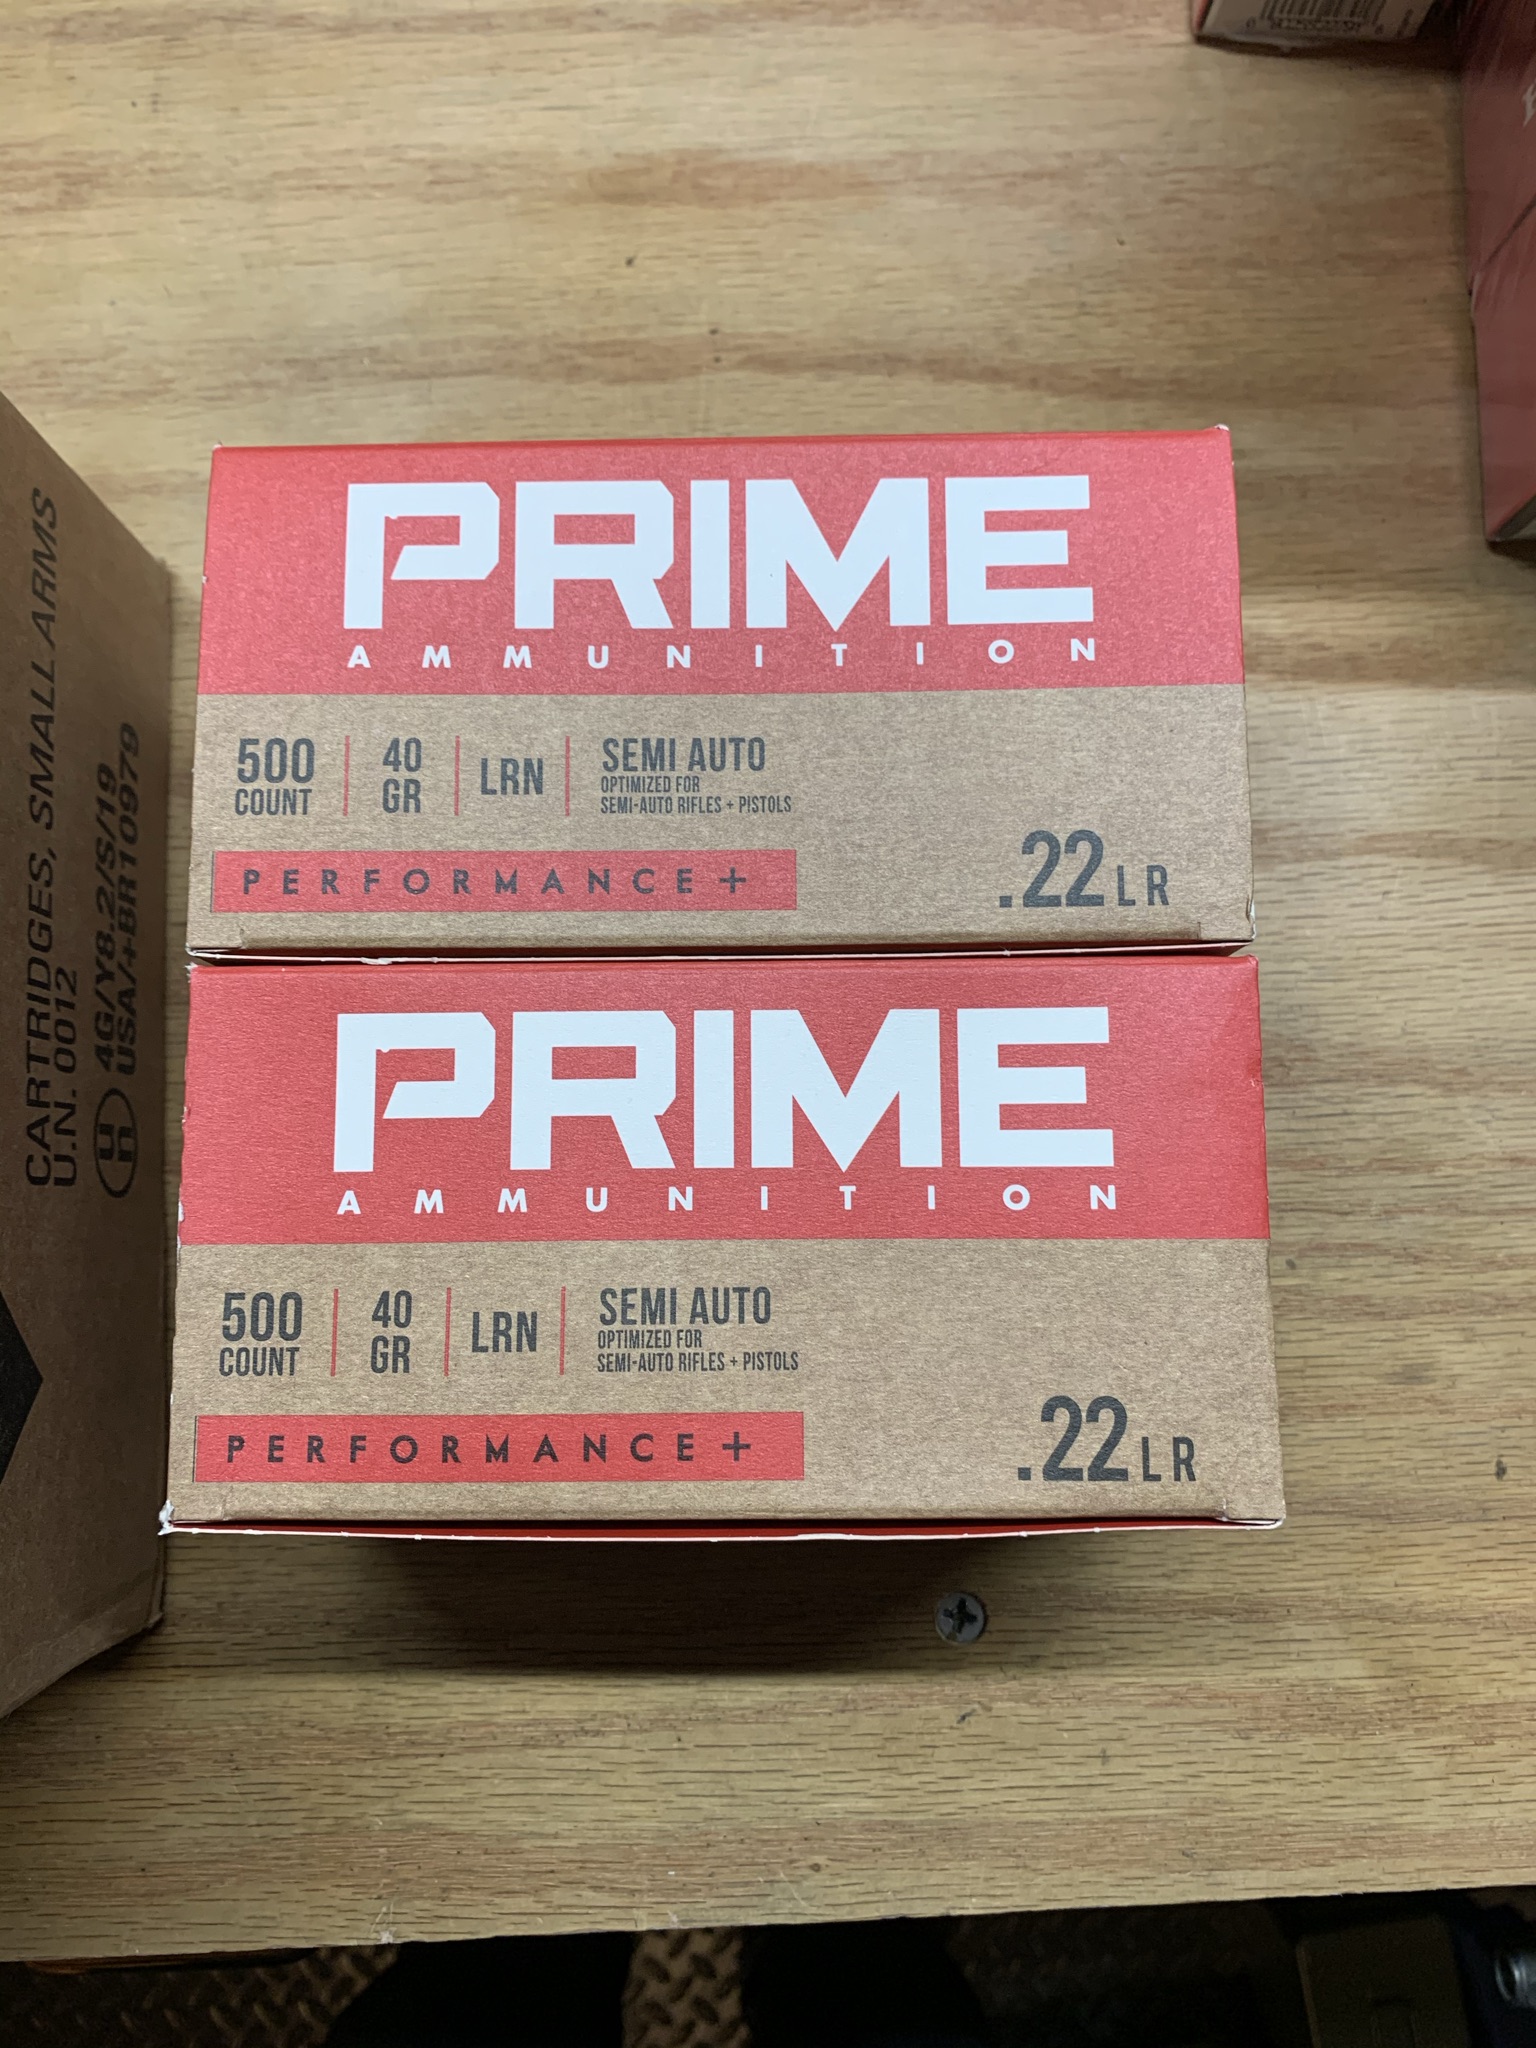 PRIME
AMMUNITION
500
COUNT
40
GR
LRN
SEMI AUTO
OPTIMIZED FOR
SEMI-AUTO RIFLES + PISTOLS
PERFORMANCE+
.22LR
PRIME
AMMUNITION
500
COUNT
40
GR
LRN
SEMI AUTO
OPTIMIZED FOR
SEMI-AUTO RIFLES + PISTOLS
PERFORMANCE+
.22LR
CARTRIDGES, SMALL ARMS
U.N. 0012
un
4G/Y8.2/S/19
USA/+BR10979